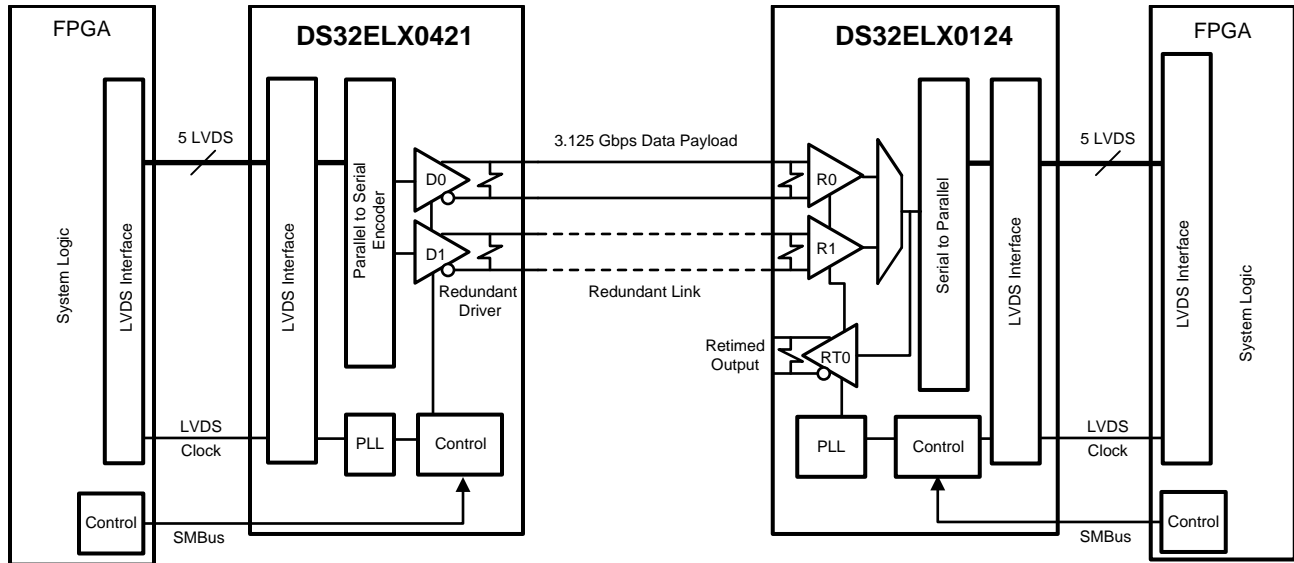 FPGA
DS32ELX0421
DS32ELX0124
FPGA
5 LVDS
3.125 Gbps Data Payload
5 LVDS
System Logic
LVDS Interface
LVDS Interface
Parallel to Serial
Encoder
D0
D1
Redundant
Driver
Redundant Link
R0
R1
Retimed
Output
RT0
Serial to Parallel
LVDS Interface
LVDS Interface
System Logic
LVDS
Clock
PLL
Control
PLL
Control
LVDS
Clock
Control
SMBus
SMBus
Control